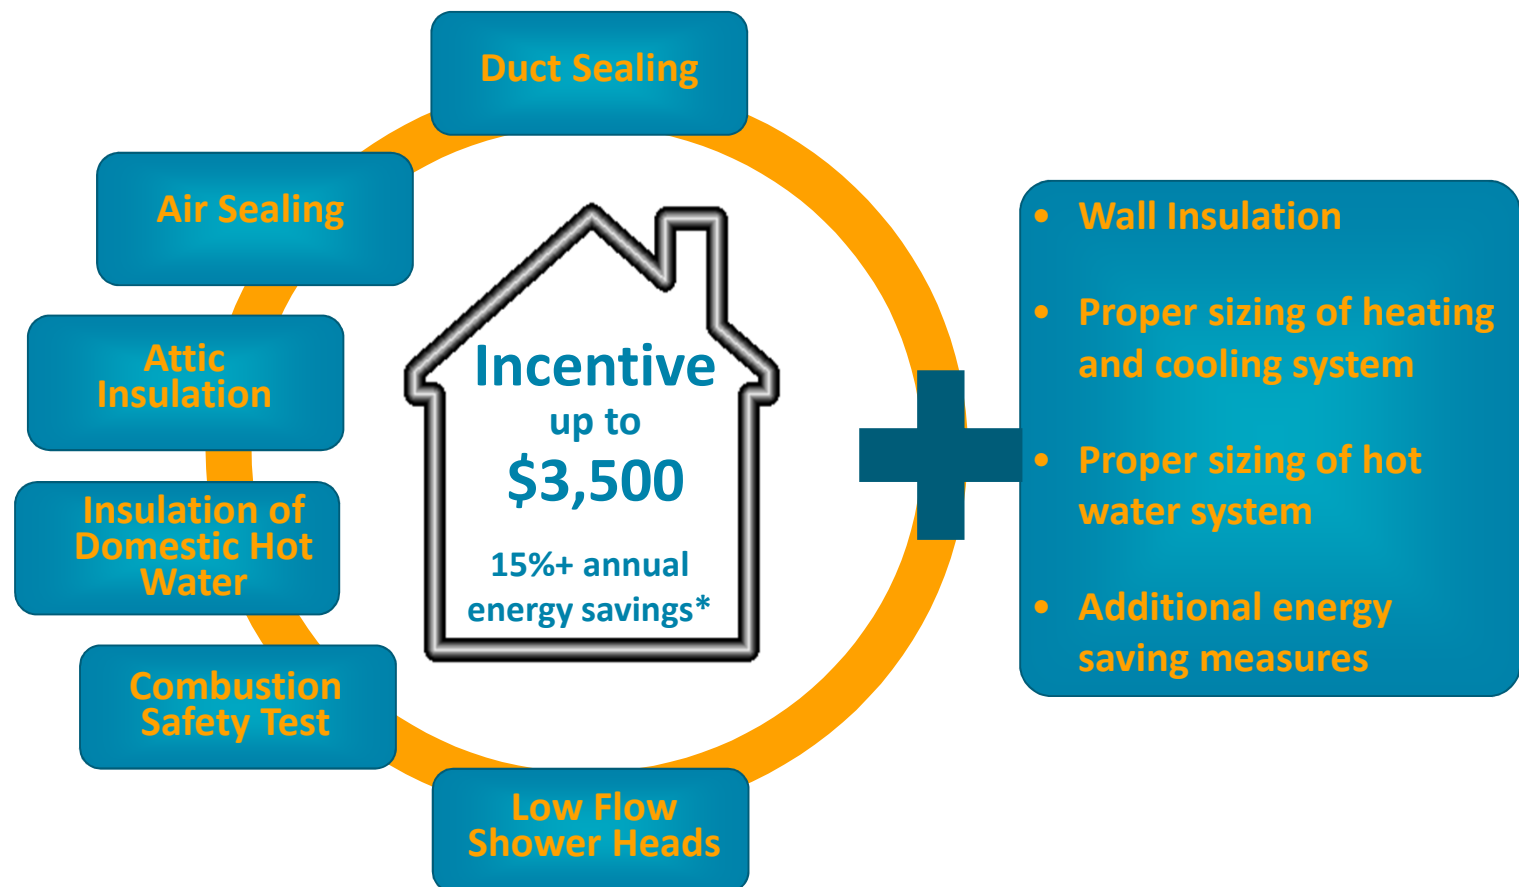 Duct Sealing
Air Sealing
Attic
Insulation
Insulation of
Domestic Hot
Water
Combustion
Safety Test
Low Flow
Shower Heads
Incentive
up to
$3,500
15%+ annual
energy savings*
• Wall Insulation
• Proper sizing of heating
and cooling system
• Proper sizing of hot
water system
• Additional energy
saving measures